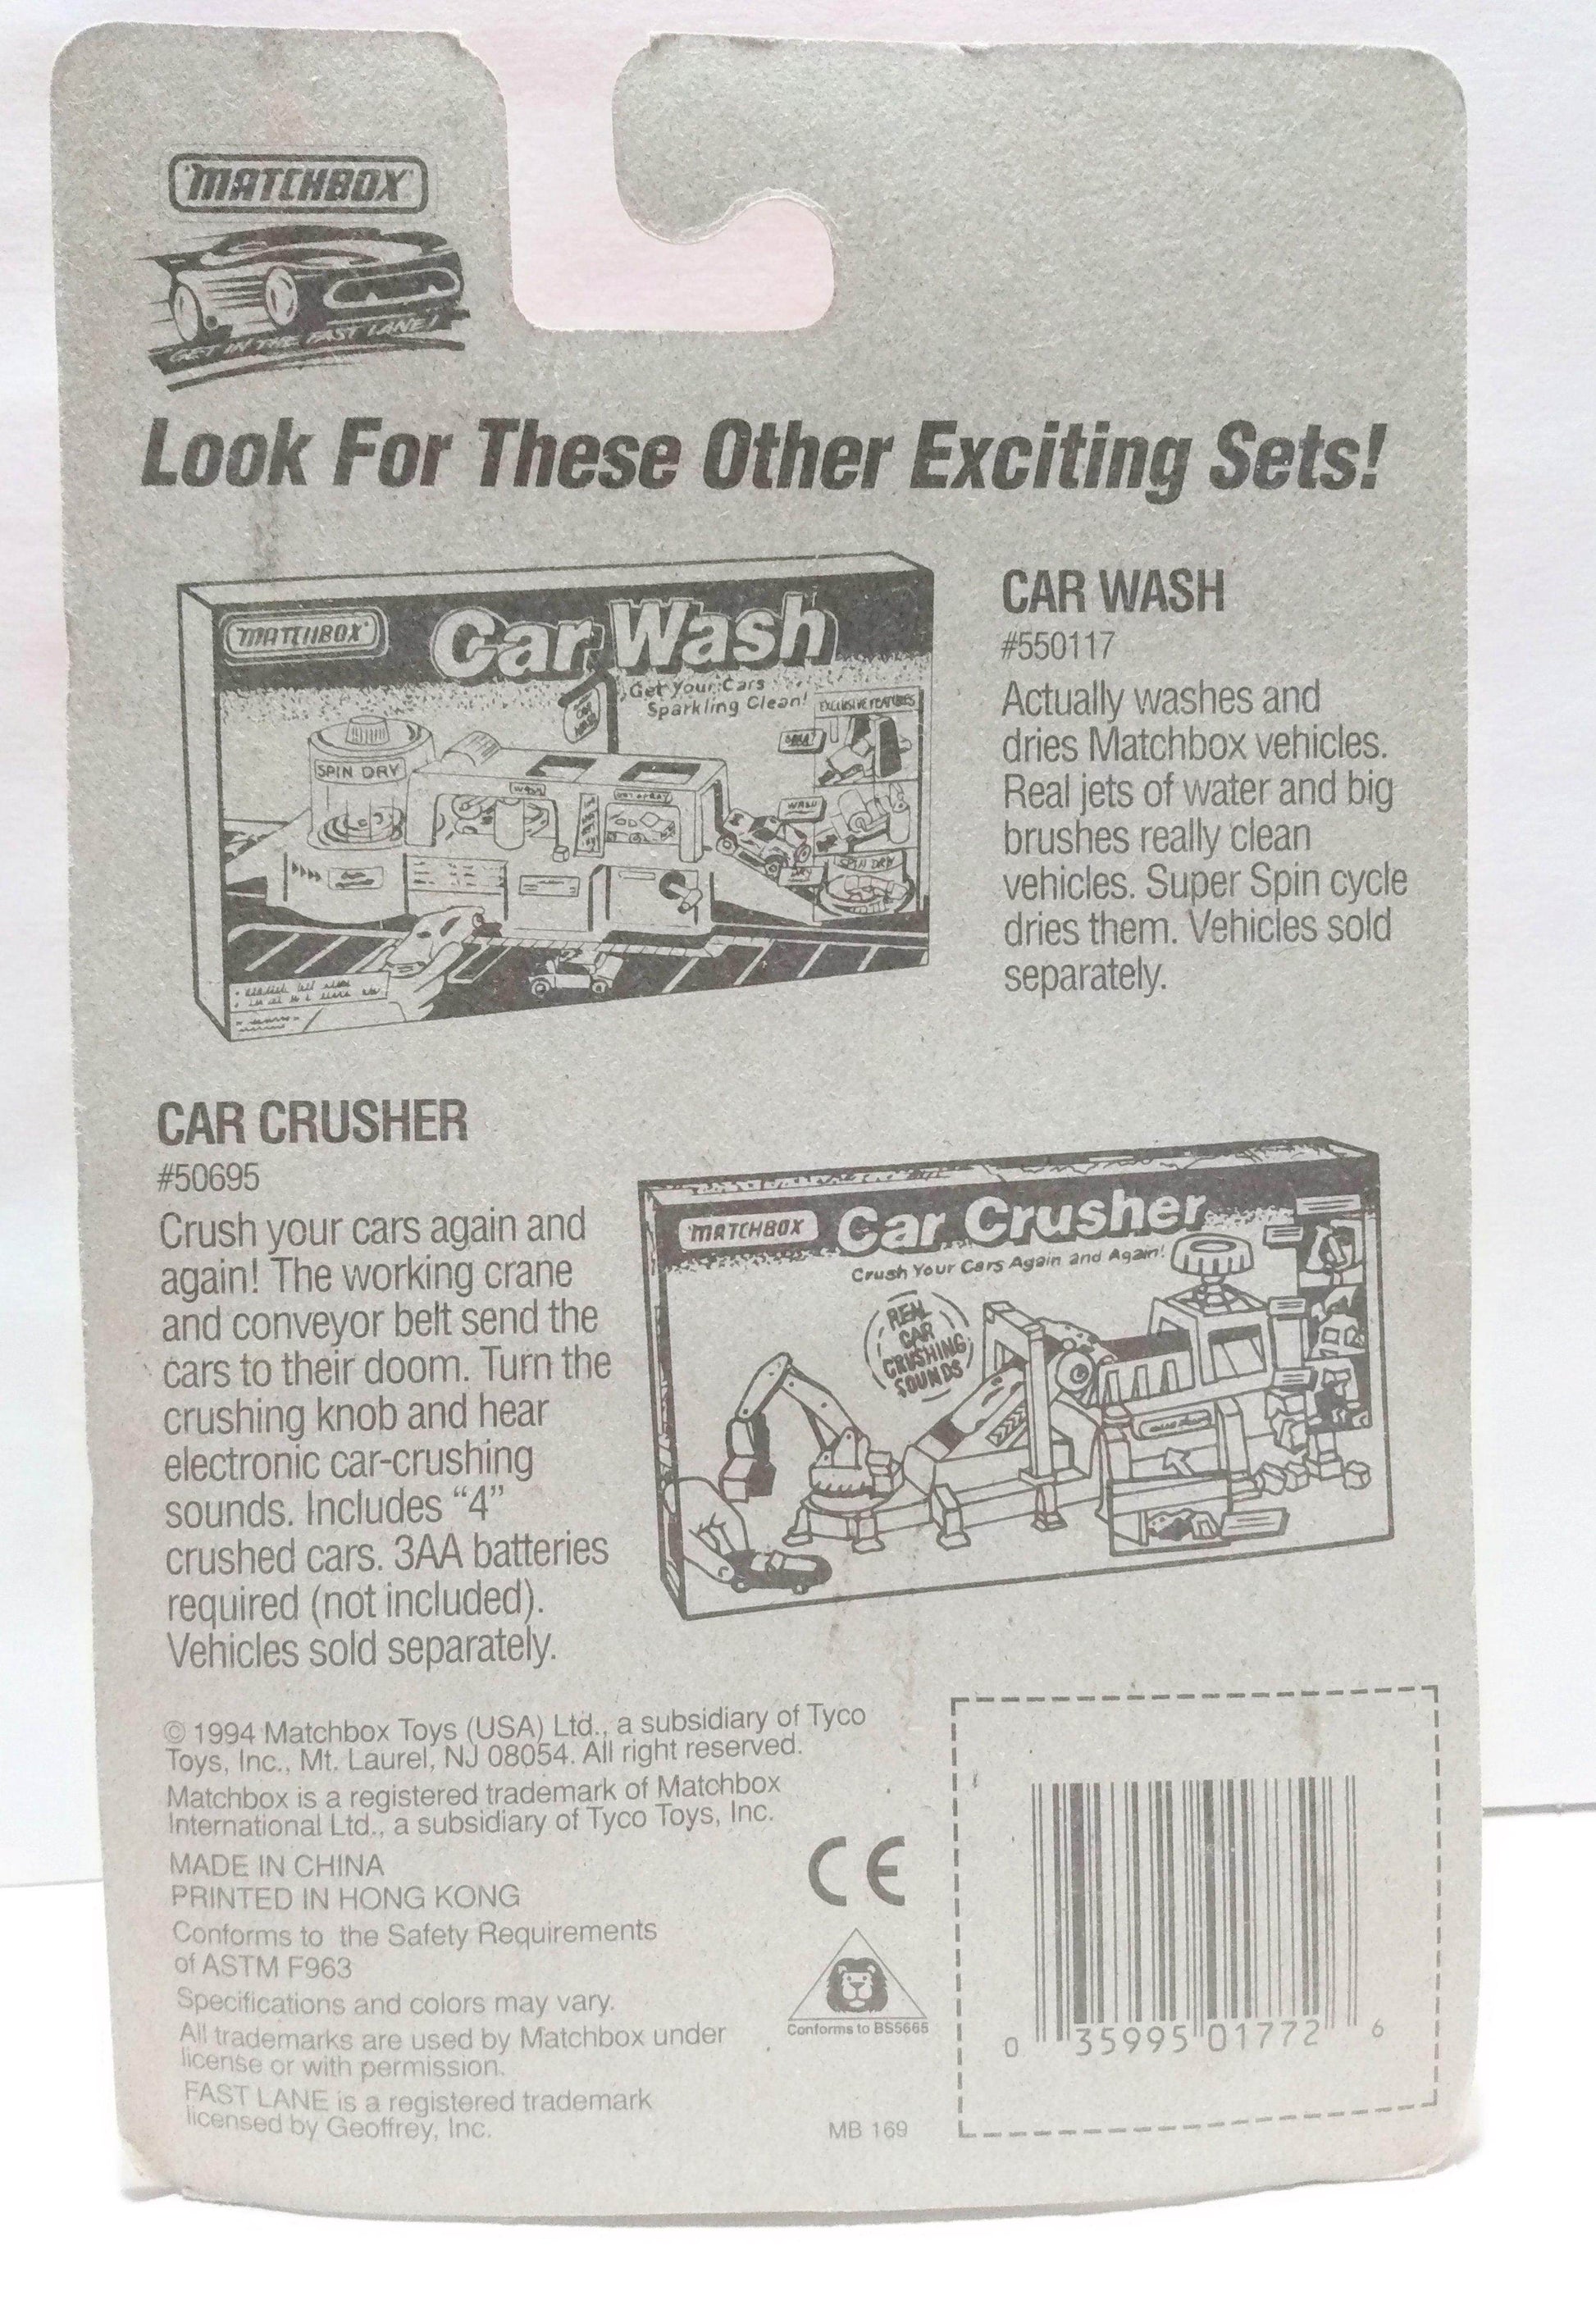 MATCHBOX
GET IN THE FAST LANE!
Look For These Other Exciting Sets!
MATCHBOX
Car Wash
Get Your Cars
Sparkling Clean!
EXCLUSIVE FEATURES
SPIN DRY
WASH
WASH
DRY
SPIN DRY
CAR WASH
#550117
Actually washes and
dries Matchbox vehicles.
Real jets of water and big
brushes really clean
vehicles. Super Spin cycle
dries them. Vehicles sold
separately.
CAR CRUSHER
#50695
Crush your cars again and
again! The working crane
and conveyor belt send the
cars to their doom. Turn the
crushing knob and hear
electronic car-crushing
sounds. Includes “4”
crushed cars. 3AA batteries
required (not included).
Vehicles sold separately.
MATCHBOX
Car Crusher
Crush Your Cars Again and Again!
REAL
CAR
CRUSHING
SOUNDS
© 1994 Matchbox Toys (USA) Ltd., a subsidiary of Tyco
Toys, Inc., Mt. Laurel, NJ 08054. All right reserved.
Matchbox is a registered trademark of Matchbox
International Ltd., a subsidiary of Tyco Toys, Inc.
MADE IN CHINA
PRINTED IN HONG KONG
Conforms to the Safety Requirements
of ASTM F963
Specifications and colors may vary.
All trademarks are used by Matchbox under
license or with permission.
FAST LANE is a registered trademark
licensed by Geoffrey, Inc.
CE
Conforms to BS5665
MB 169
0 35995 01772 6